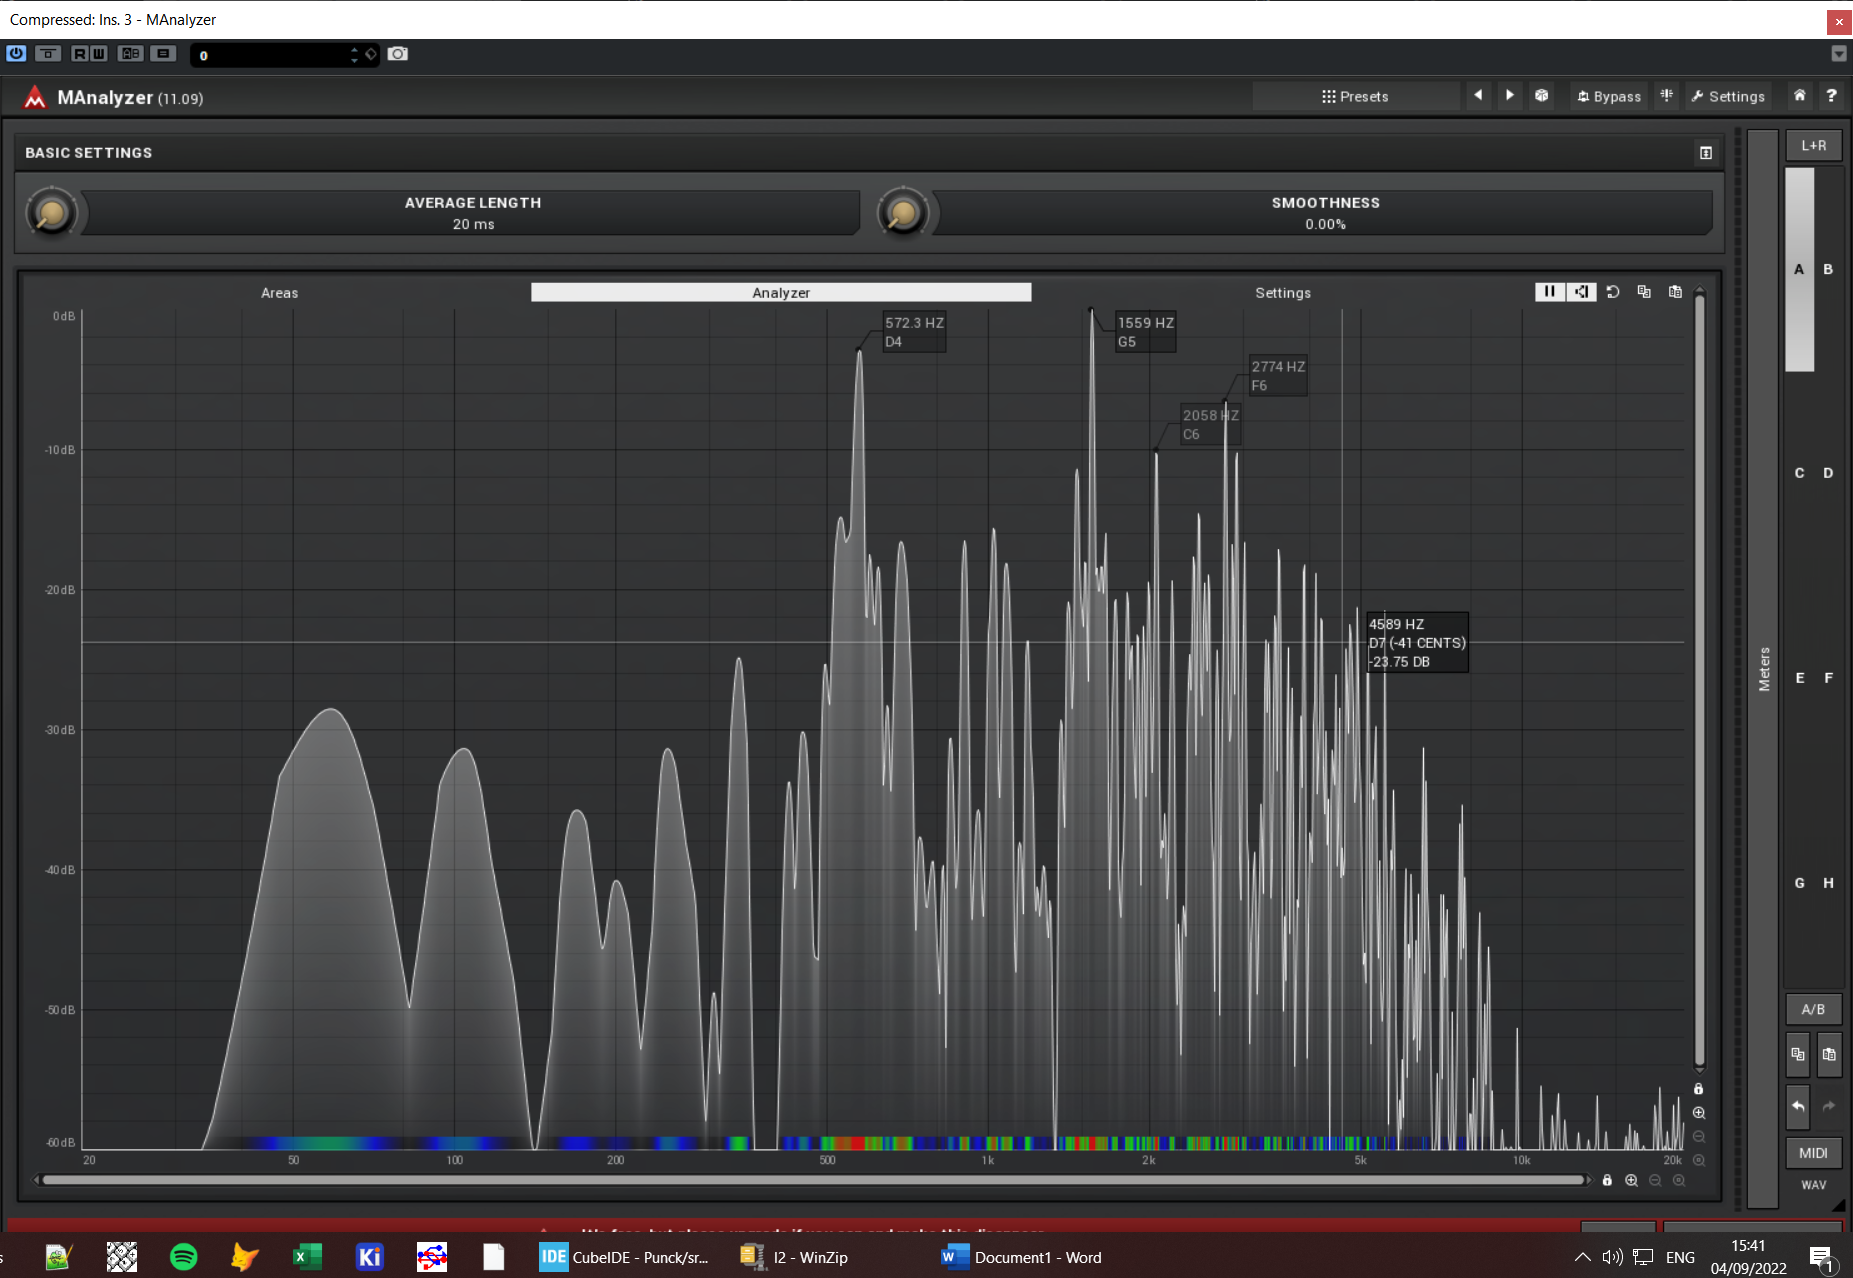 Compressed: Ins. 3 - MAnalyzer
R W
AB
0
MAnalyzer (11.09)
Presets
Bypass
Settings
?
BASIC SETTINGS
L+R
AVERAGE LENGTH
20 ms
SMOOTHNESS
0.00%
Areas
Analyzer
Settings
A B
C D
E F
G H
Meters
0dB
-10dB
-20dB
-30dB
-40dB
-50dB
-60dB
572.3 HZ
D4
1559 HZ
G5
2774 HZ
F6
2058 HZ
C6
4589 HZ
D7 (-41 CENTS)
-23.75 DB
20
50
100
200
500
1k
2k
5k
10k
20k
A/B
MIDI
WAV
s
Ki
IDE CubeIDE - Punck/sr...
I2 - WinZip
Document1 - Word
ENG
15:41
04/09/2022
1